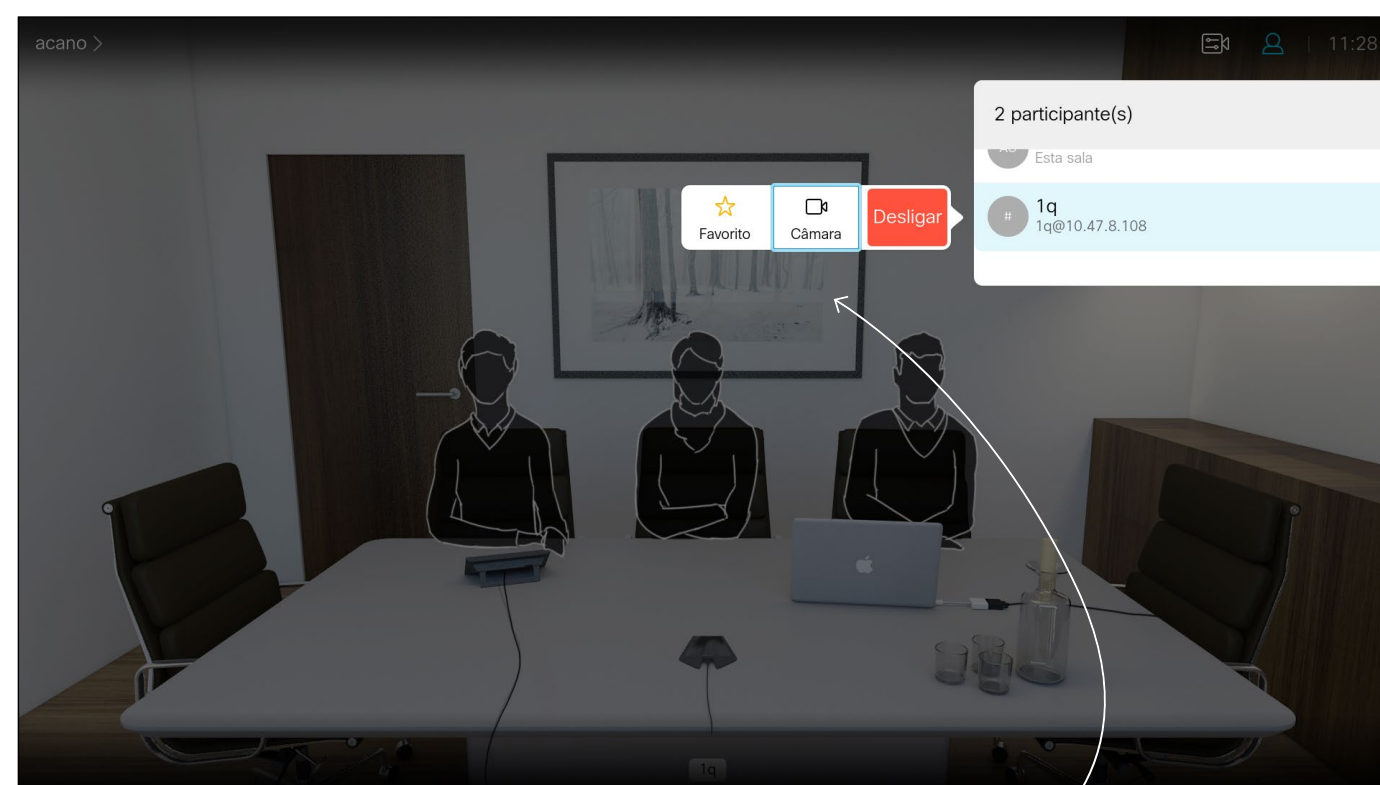 acano >
11:28
2 participante(s)
Esta sala
Favorito
Câmara
Desligar
#
1q
1q@10.47.8.108
1q